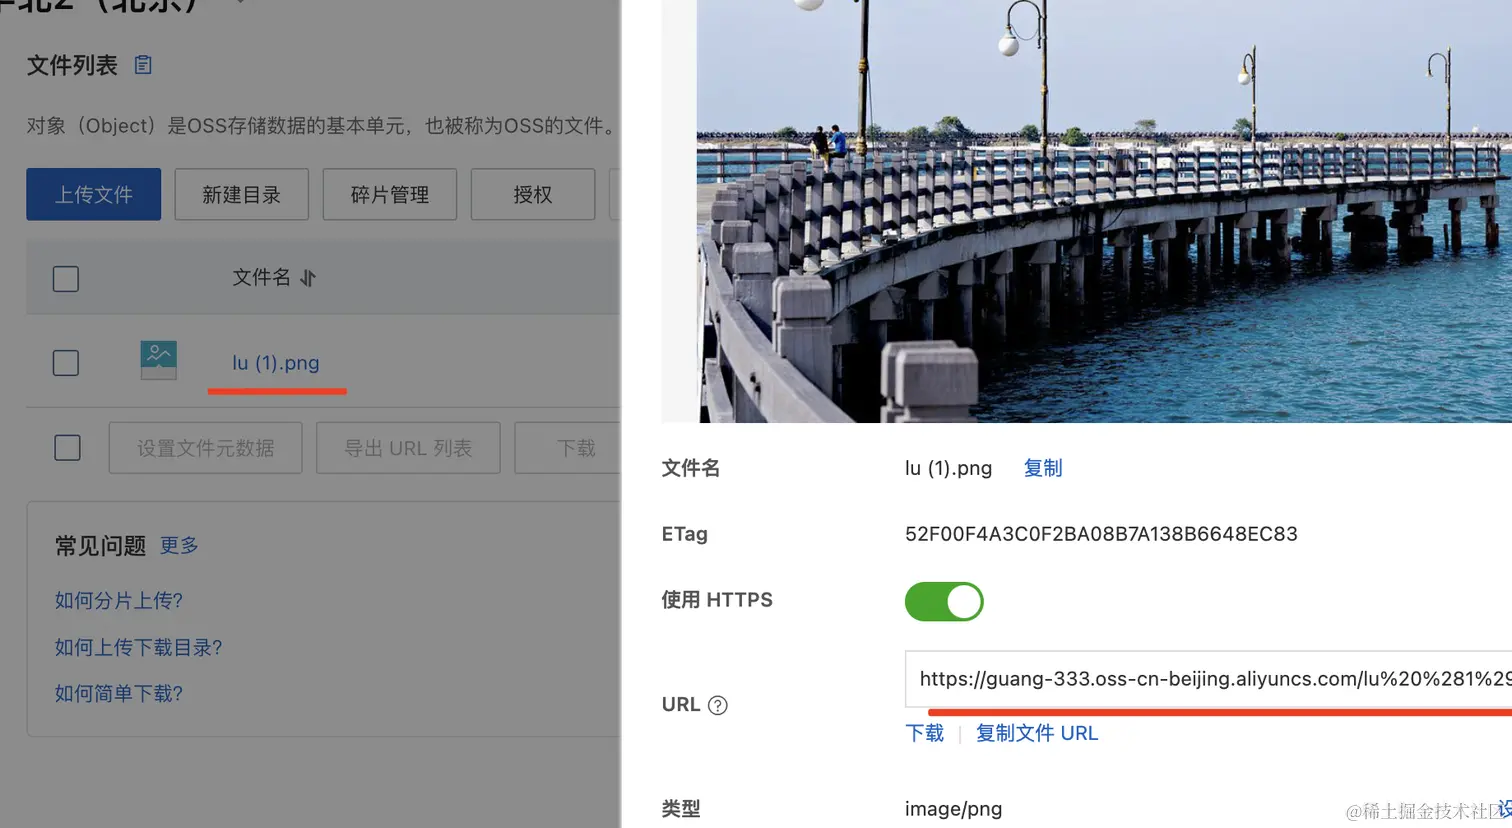 华北2（北京）
文件列表
对象（Object）是OSS存储数据的基本单元，也被称为OSS的文件。
上传文件
新建目录
碎片管理
授权
文件名
lu (1).png
设置文件元数据
导出 URL 列表
下载
常见问题 更多
如何分片上传?
如何上传下载目录?
如何简单下载?
文件名
lu (1).png 复制
ETag
52F00F4A3C0F2BA08B7A138B6648EC83
使用 HTTPS
URL ?
https://guang-333.oss-cn-beijing.aliyuncs.com/lu%20%281%29
下载 | 复制文件 URL
类型
image/png
@稀土掘金技术社区